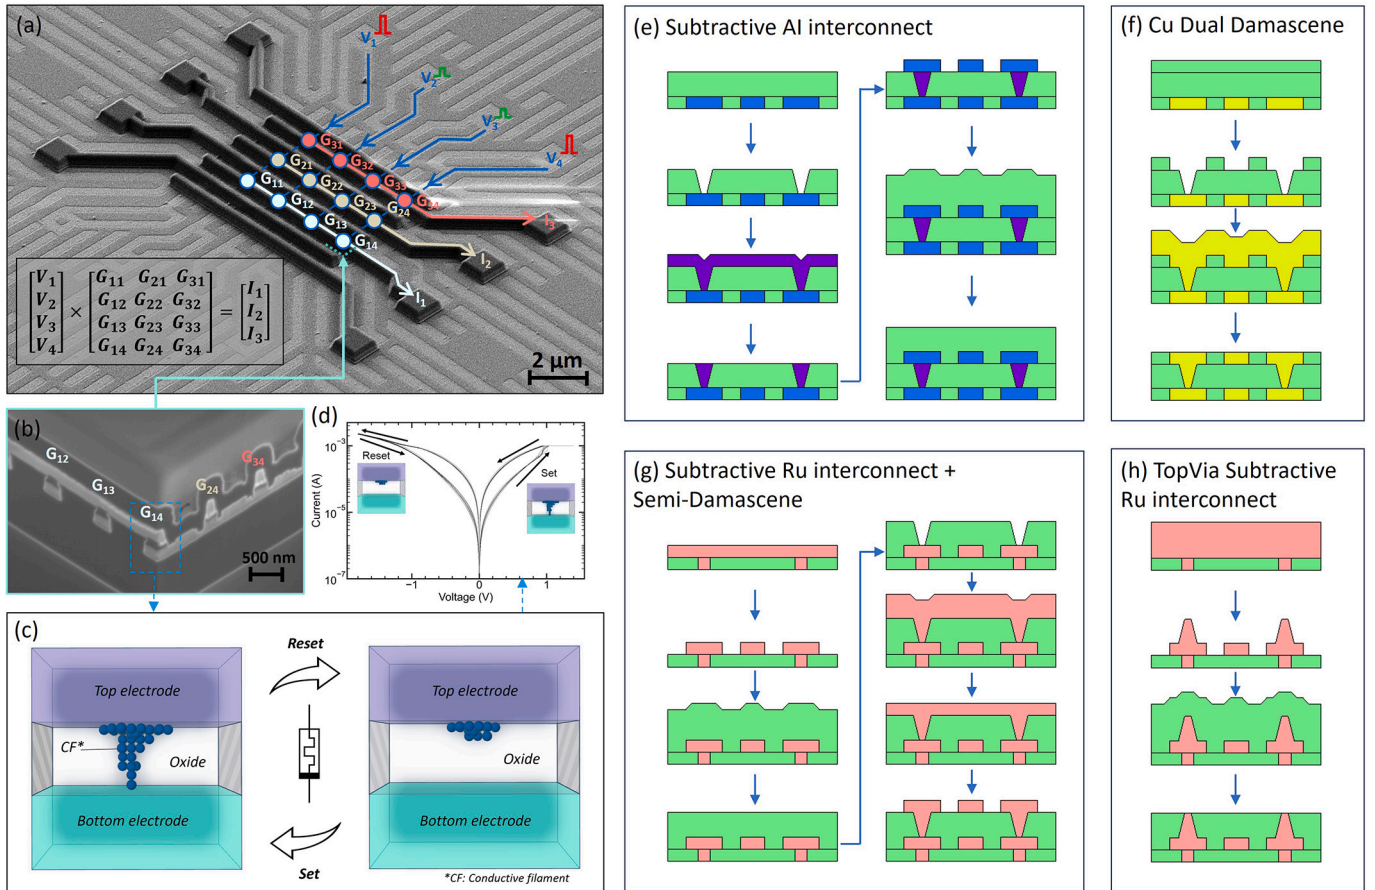 (a)
V1
V2
V3
V4
G31
G32
G33
G34
G21
G22
G23
G24
G11
G12
G13
G14
I3
I2
I1
[V1 V2 V3 V4] × [G11 G21 G31
G12 G22 G32
G13 G23 G33
G14 G24 G34] = [I1 I2 I3]
2 μm
(b)
G12
G13
G14
G24
G34
500 nm
(d)
Current (A)
10⁻³
10⁻⁵
10⁻⁷
Reset
Set
−1
0
1
Voltage (V)
(c)
Top electrode
CF*
Oxide
Bottom electrode
Reset
Set
Top electrode
Oxide
Bottom electrode
*CF: Conductive filament
(e) Subtractive Al interconnect
(f) Cu Dual Damascene
(g) Subtractive Ru interconnect +
Semi-Damascene
(h) TopVia Subtractive
Ru interconnect